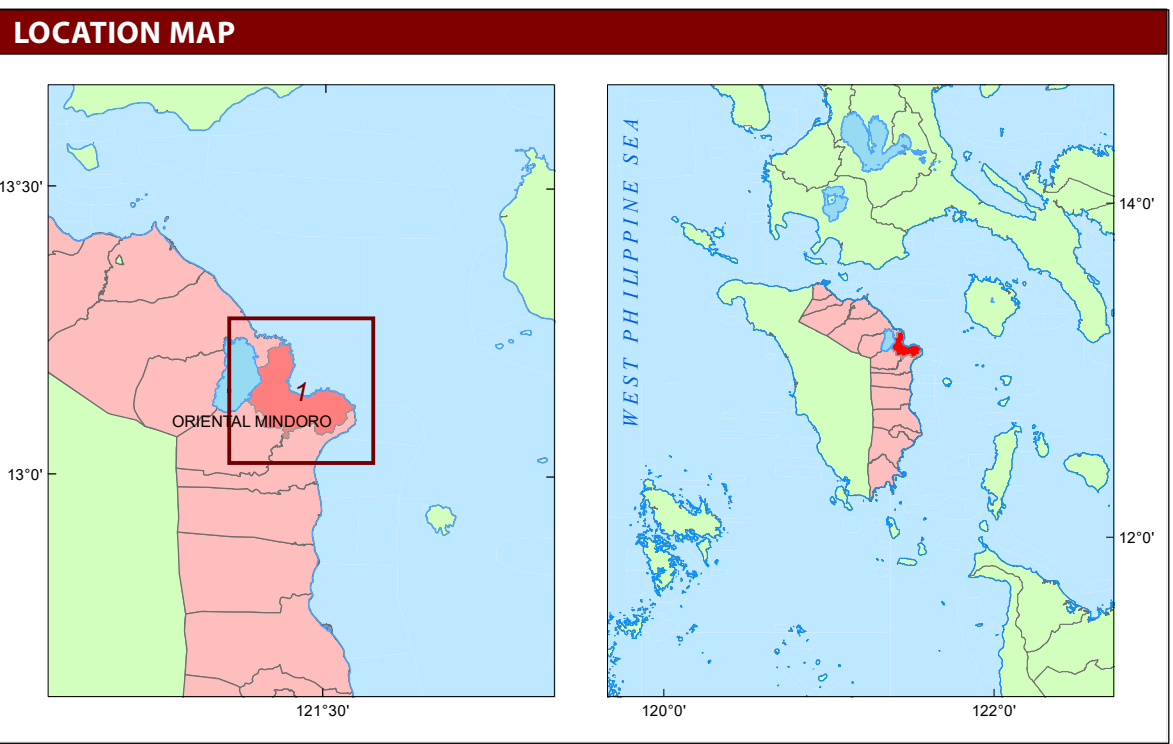 LOCATION MAP
13°30'
1
ORIENTAL MINDORO
13°0'
121°30'
WEST PHILIPPINE SEA
14°0'
12°0'
120°0'
122°0'